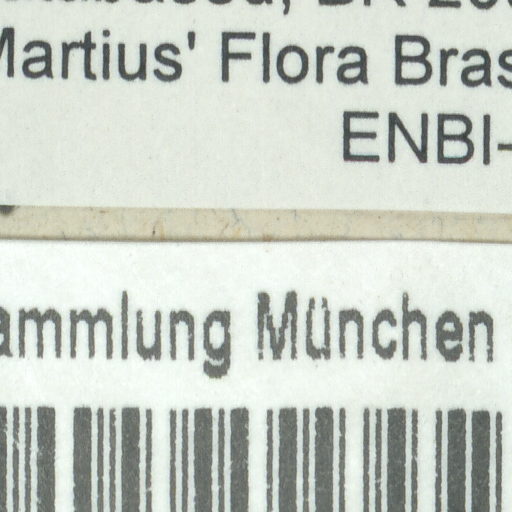 Martius' Flora Bras
ENBI-
ammlung München